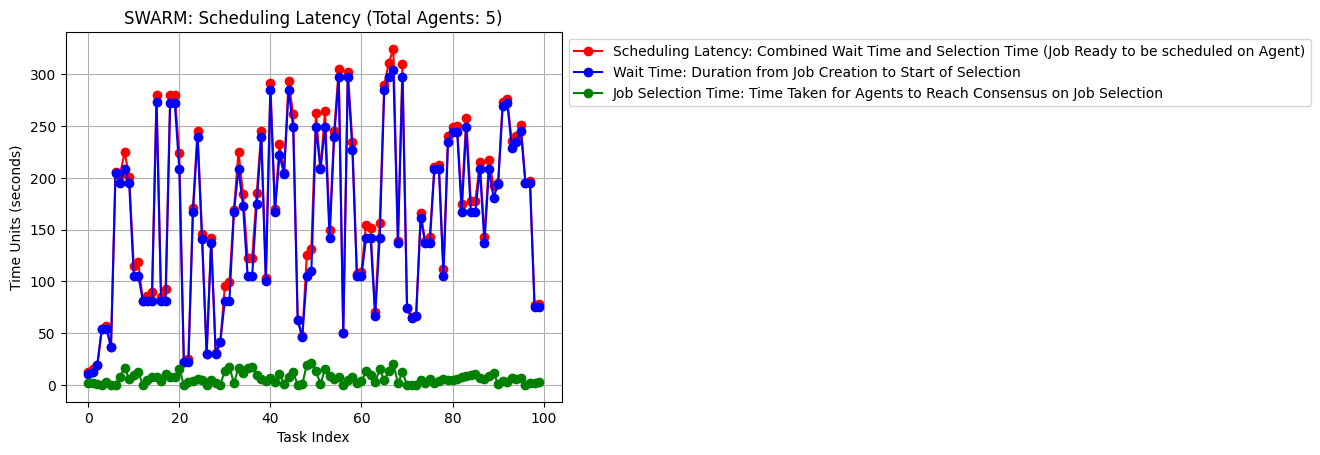 SWARM: Scheduling Latency (Total Agents: 5)
Scheduling Latency: Combined Wait Time and Selection Time (Job Ready to be scheduled on Agent)
Wait Time: Duration from Job Creation to Start of Selection
Job Selection Time: Time Taken for Agents to Reach Consensus on Job Selection
Time Units (seconds)
300
250
200
150
100
50
0
0 20 40 60 80 100
Task Index